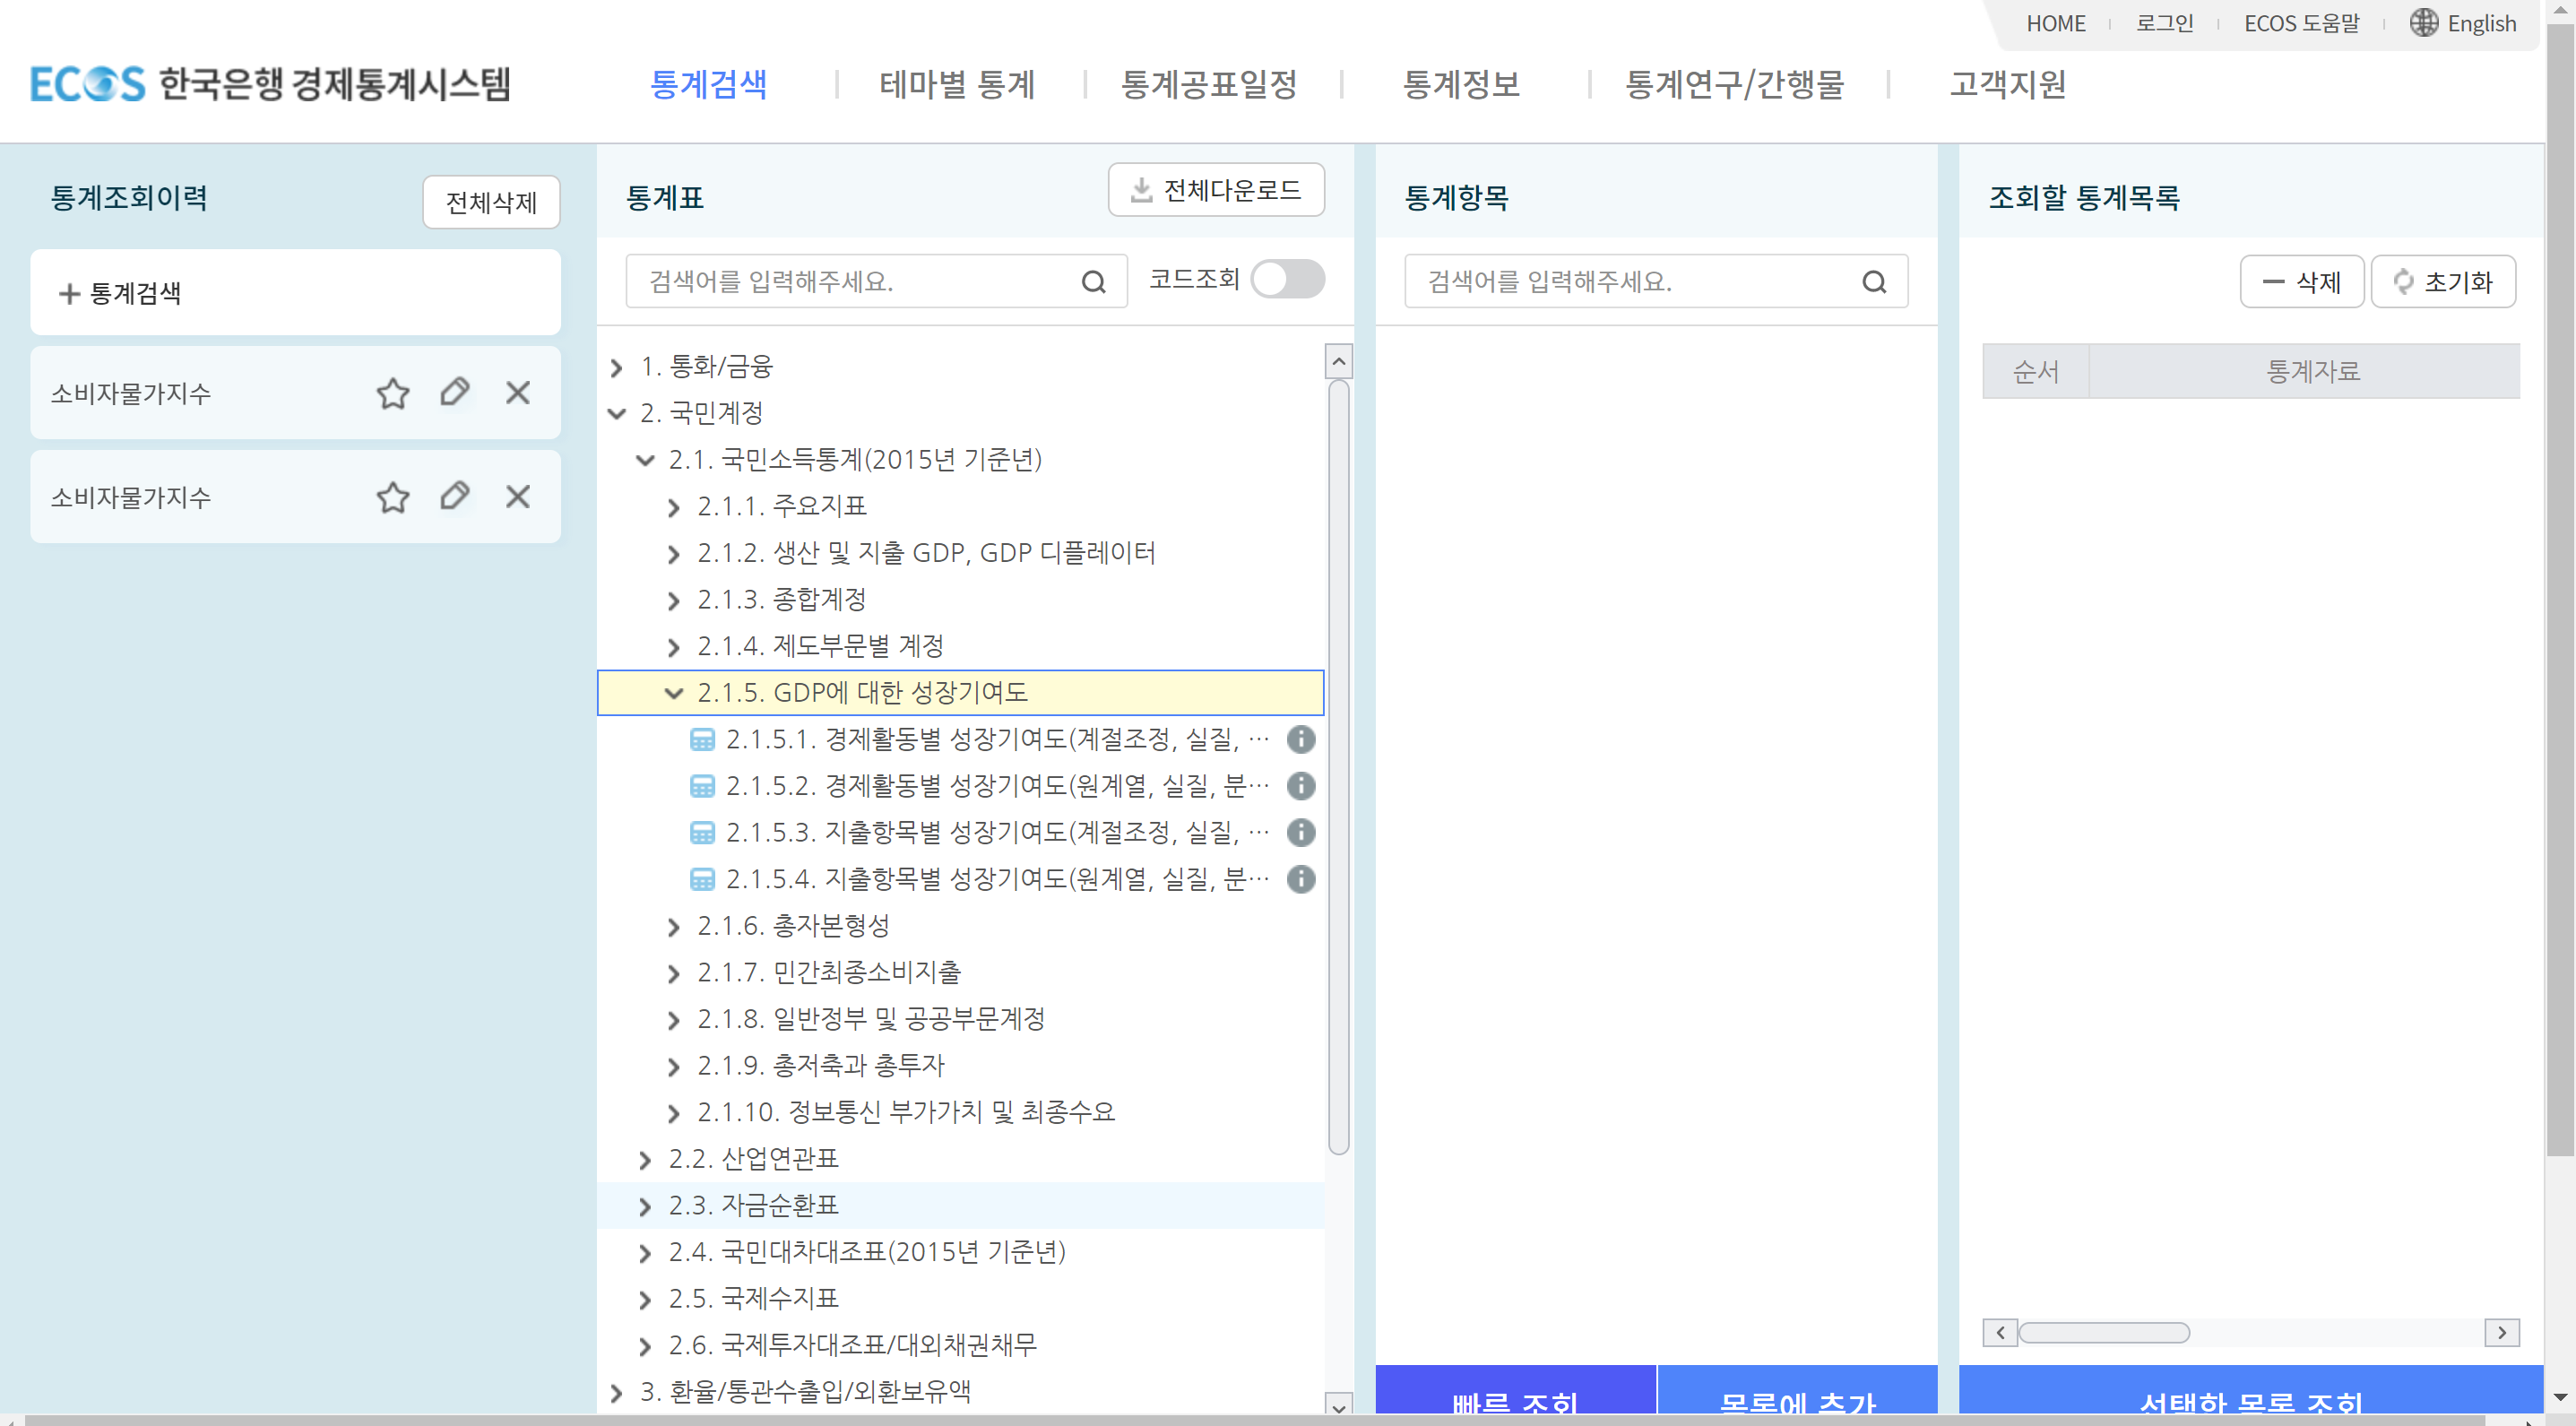 HOME
로그인
ECOS 도움말
English
ECOS 한국은행 경제통계시스템
통계검색
테마별 통계
통계공표일정
통계정보
통계연구/간행물
고객지원
통계조회이력
전체삭제
+ 통계검색
소비자물가지수
소비자물가지수
통계표
전체다운로드
검색어를 입력해주세요.
코드조회
1. 통화/금융
2. 국민계정
2.1. 국민소득통계(2015년 기준년)
2.1.1. 주요지표
2.1.2. 생산 및 지출 GDP, GDP 디플레이터
2.1.3. 종합계정
2.1.4. 제도부문별 계정
2.1.5. GDP에 대한 성장기여도
2.1.5.1. 경제활동별 성장기여도(계절조정, 실질, ···
2.1.5.2. 경제활동별 성장기여도(원계열, 실질, 분···
2.1.5.3. 지출항목별 성장기여도(계절조정, 실질, ···
2.1.5.4. 지출항목별 성장기여도(원계열, 실질, 분···
2.1.6. 총자본형성
2.1.7. 민간최종소비지출
2.1.8. 일반정부 및 공공부문계정
2.1.9. 총저축과 총투자
2.1.10. 정보통신 부가가치 및 최종수요
2.2. 산업연관표
2.3. 자금순환표
2.4. 국민대차대조표(2015년 기준년)
2.5. 국제수지표
2.6. 국제투자대조표/대외채권채무
3. 환율/통관수출입/외환보유액
통계항목
검색어를 입력해주세요.
빠른 조회
목록에 추가
조회할 통계목록
삭제
초기화
순서
통계자료
선택한 목록 조회